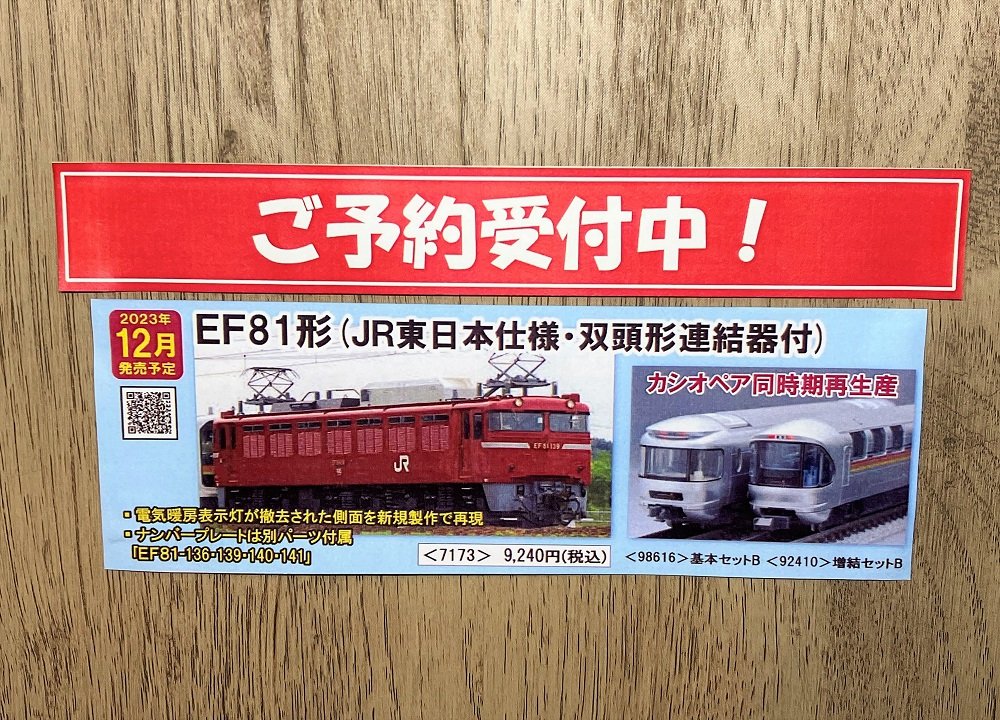 ご予約受付中！
2023年
12月
発売予定
EF81形(JR東日本仕様・双頭形連結器付)
カシオペア同時期再生産
EF81139
JR
・電気暖房表示灯が撤去された側面を新規製作で再現
・ナンバープレートは別パーツ付属
「EF81-136・139・140・141」
＜7173＞ 9,240円(税込)
＜98616＞基本セットB ＜92410＞増結セットB